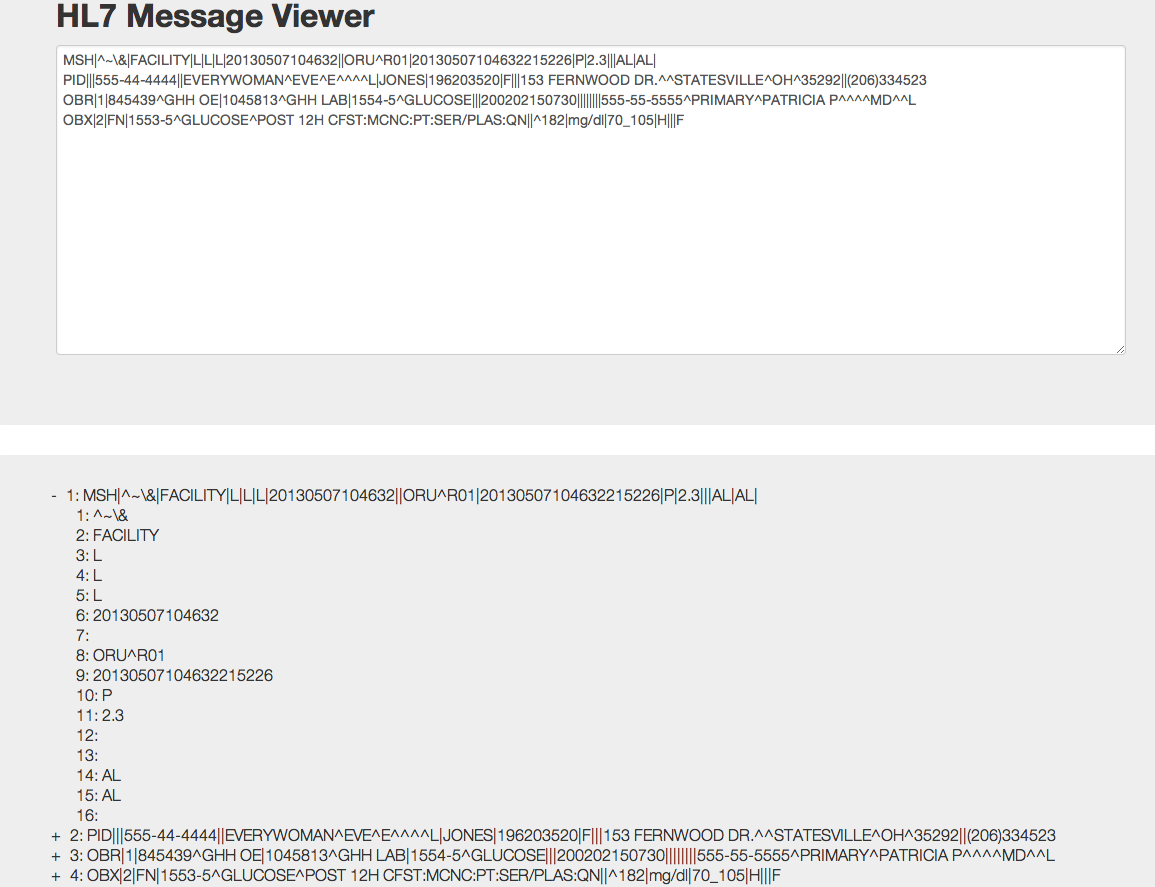 HL7 Message Viewer
MSH|^~\&|FACILITY|L|L|L|20130507104632||ORU^R01|20130507104632215226|P|2.3|||AL|AL|
PID|||555-44-4444||EVERYWOMAN^EVE^E^^^^L|JONES|196203520|F|||153 FERNWOOD DR.^^STATESVILLE^OH^35292||(206)334523
OBR|1|845439^GHH OE|1045813^GHH LAB|1554-5^GLUCOSE|||200202150730||||||||555-55-5555^PRIMARY^PATRICIA P^^^^MD^^L
OBX|2|FN|1553-5^GLUCOSE^POST 12H CFST:MCNC:PT:SER/PLAS:QN||^182|mg/dl|70_105|H|||F
- 1: MSH|^~\&|FACILITY|L|L|L|20130507104632||ORU^R01|20130507104632215226|P|2.3|||AL|AL|
1: ^~\&
2: FACILITY
3: L
4: L
5: L
6: 20130507104632
7:
8: ORU^R01
9: 20130507104632215226
10: P
11: 2.3
12:
13:
14: AL
15: AL
16:
+ 2: PID|||555-44-4444||EVERYWOMAN^EVE^E^^^^L|JONES|196203520|F|||153 FERNWOOD DR.^^STATESVILLE^OH^35292||(206)334523
+ 3: OBR|1|845439^GHH OE|1045813^GHH LAB|1554-5^GLUCOSE|||200202150730||||||||555-55-5555^PRIMARY^PATRICIA P^^^^MD^^L
+ 4: OBX|2|FN|1553-5^GLUCOSE^POST 12H CFST:MCNC:PT:SER/PLAS:QN||^182|mg/dl|70_105|H|||F